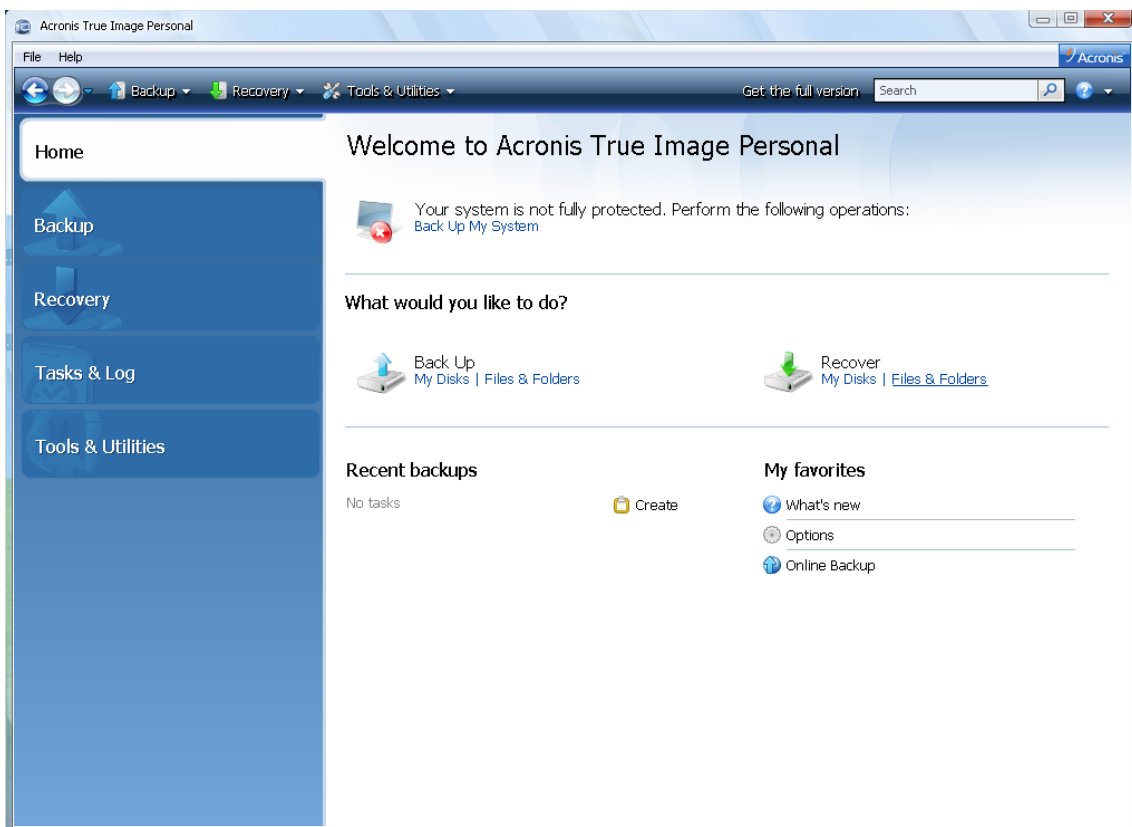 Acronis True Image Personal
File Help
Acronis
Backup Recovery Tools & Utilities Get the full version Search
Home
Backup
Recovery
Tasks & Log
Tools & Utilities
Welcome to Acronis True Image Personal
Your system is not fully protected. Perform the following operations:
Back Up My System
What would you like to do?
Back Up
My Disks | Files & Folders
Recover
My Disks | Files & Folders
Recent backups
No tasks
Create
My favorites
What's new
Options
Online Backup